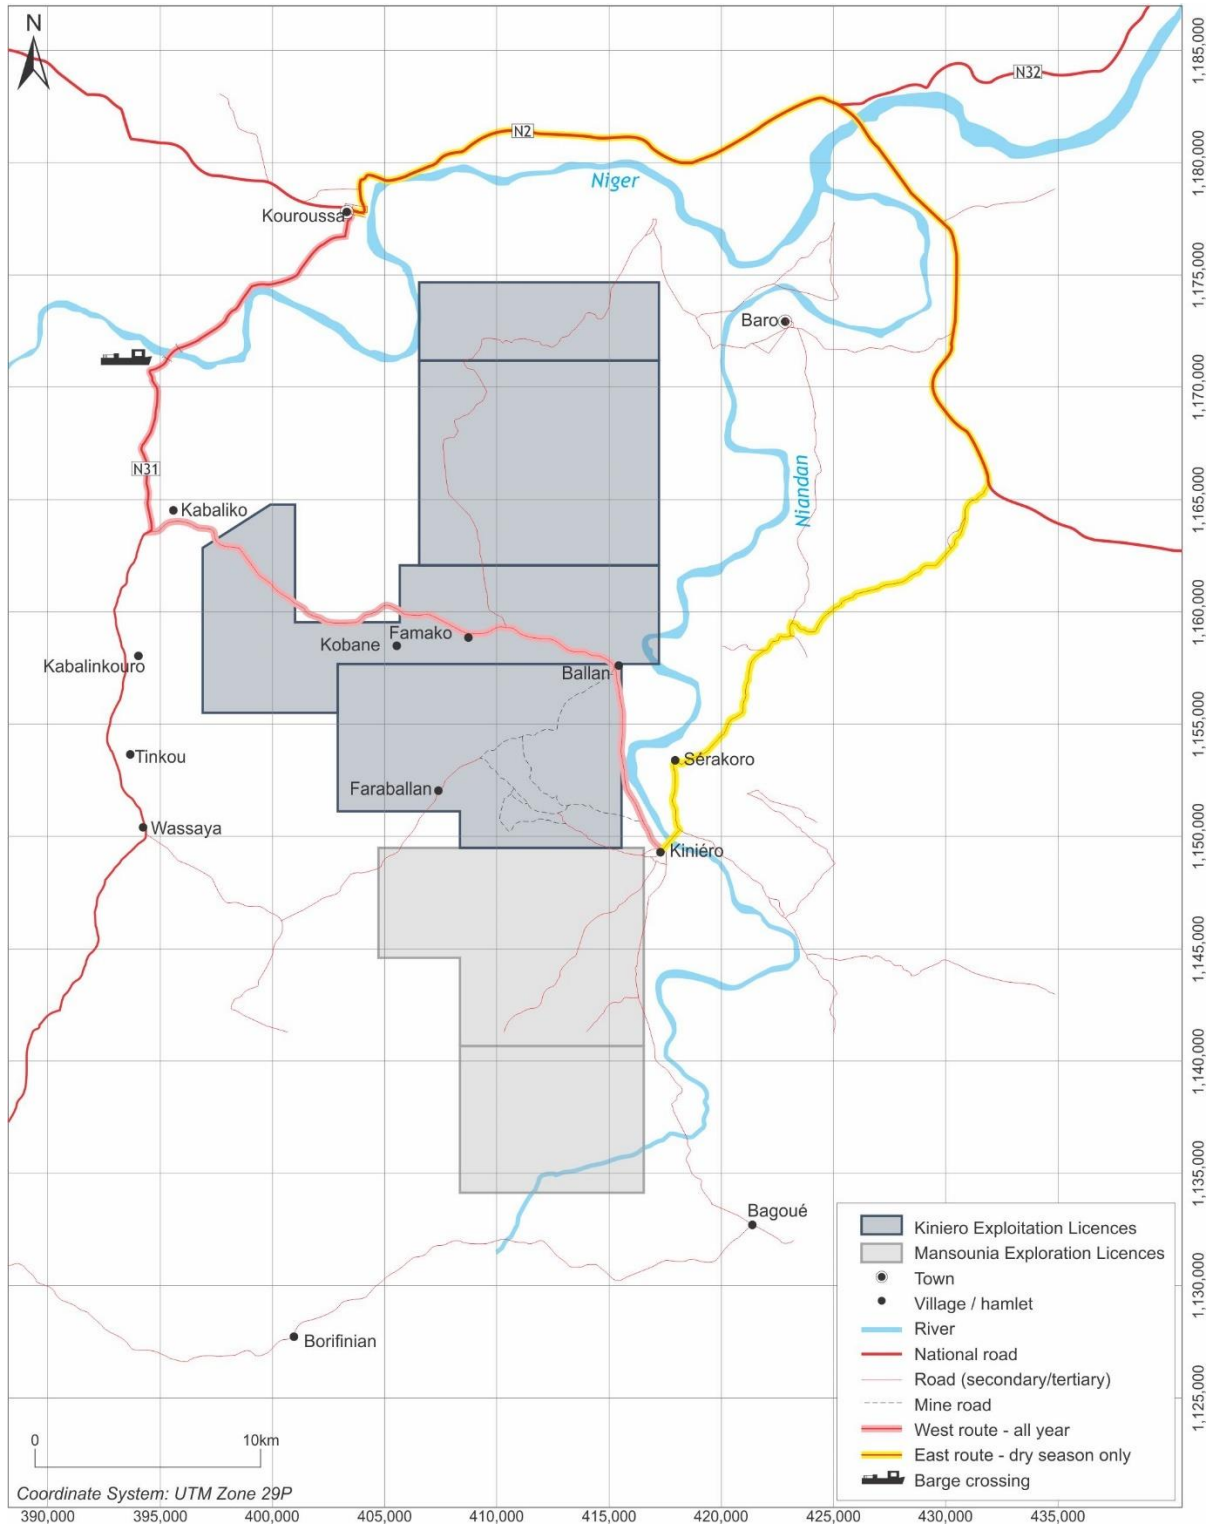 N
N32
N2
Niger
Kouroussa
Baro
N31
Niandan
Kabaliko
Famako
Kobane
Kabalinkouro
Ballan
Tinkou
Sérakoro
Faraballan
Wassaya
Kiniéro
Bagoué
Borifinian
Kiniero Exploitation Licences
Mansounia Exploration Licences
Town
Village / hamlet
River
National road
Road (secondary/tertiary)
Mine road
West route - all year
East route - dry season only
Barge crossing
0 10km
Coordinate System: UTM Zone 29P
390,000 395,000 400,000 405,000 410,000 415,000 420,000 425,000 430,000 435,000
1,185,000
1,180,000
1,175,000
1,170,000
1,165,000
1,160,000
1,155,000
1,150,000
1,145,000
1,140,000
1,135,000
1,130,000
1,125,000